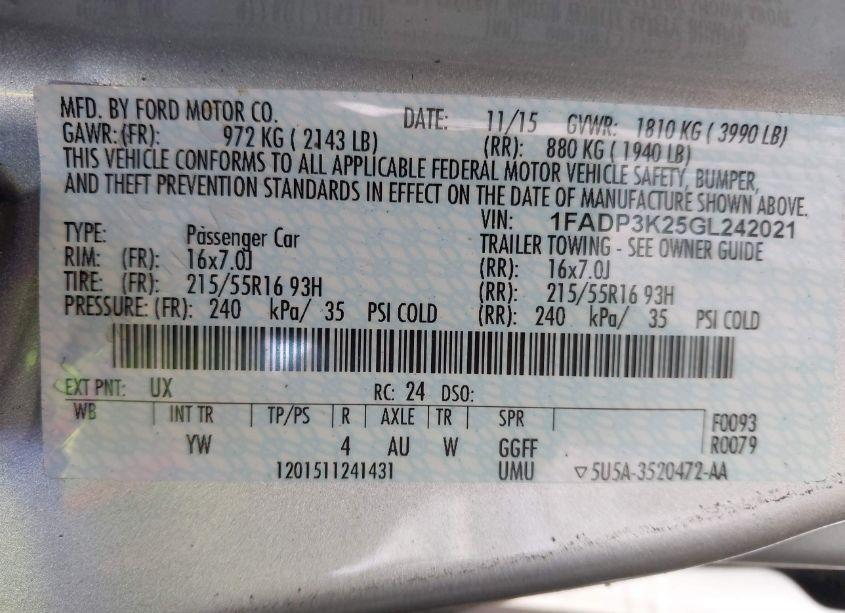 MFD. BY FORD MOTOR CO. DATE: 11/15 GVWR: 1810 KG ( 3990 LB)
GAWR: (FR): 972 KG ( 2143 LB) (RR): 880 KG ( 1940 LB)
THIS VEHICLE CONFORMS TO ALL APPLICABLE FEDERAL MOTOR VEHICLE SAFETY, BUMPER,
AND THEFT PREVENTION STANDARDS IN EFFECT ON THE DATE OF MANUFACTURE SHOWN ABOVE.
VIN: 1FADP3K25GL242021
TYPE: Passenger Car TRAILER TOWING - SEE OWNER GUIDE
RIM: (FR): 16x7.0J (RR): 16x7.0J
TIRE: (FR): 215/55R16 93H (RR): 215/55R16 93H
PRESSURE: (FR): 240 kPa/ 35 PSI COLD (RR): 240 kPa/ 35 PSI COLD
EXT PNT: UX RC: 24 DSO:
WB INT TR TP/PS R AXLE TR SPR F0093
YW 4 AU W GGFF R0079
1201511241431 UMU ▽5U5A-3520472-AA